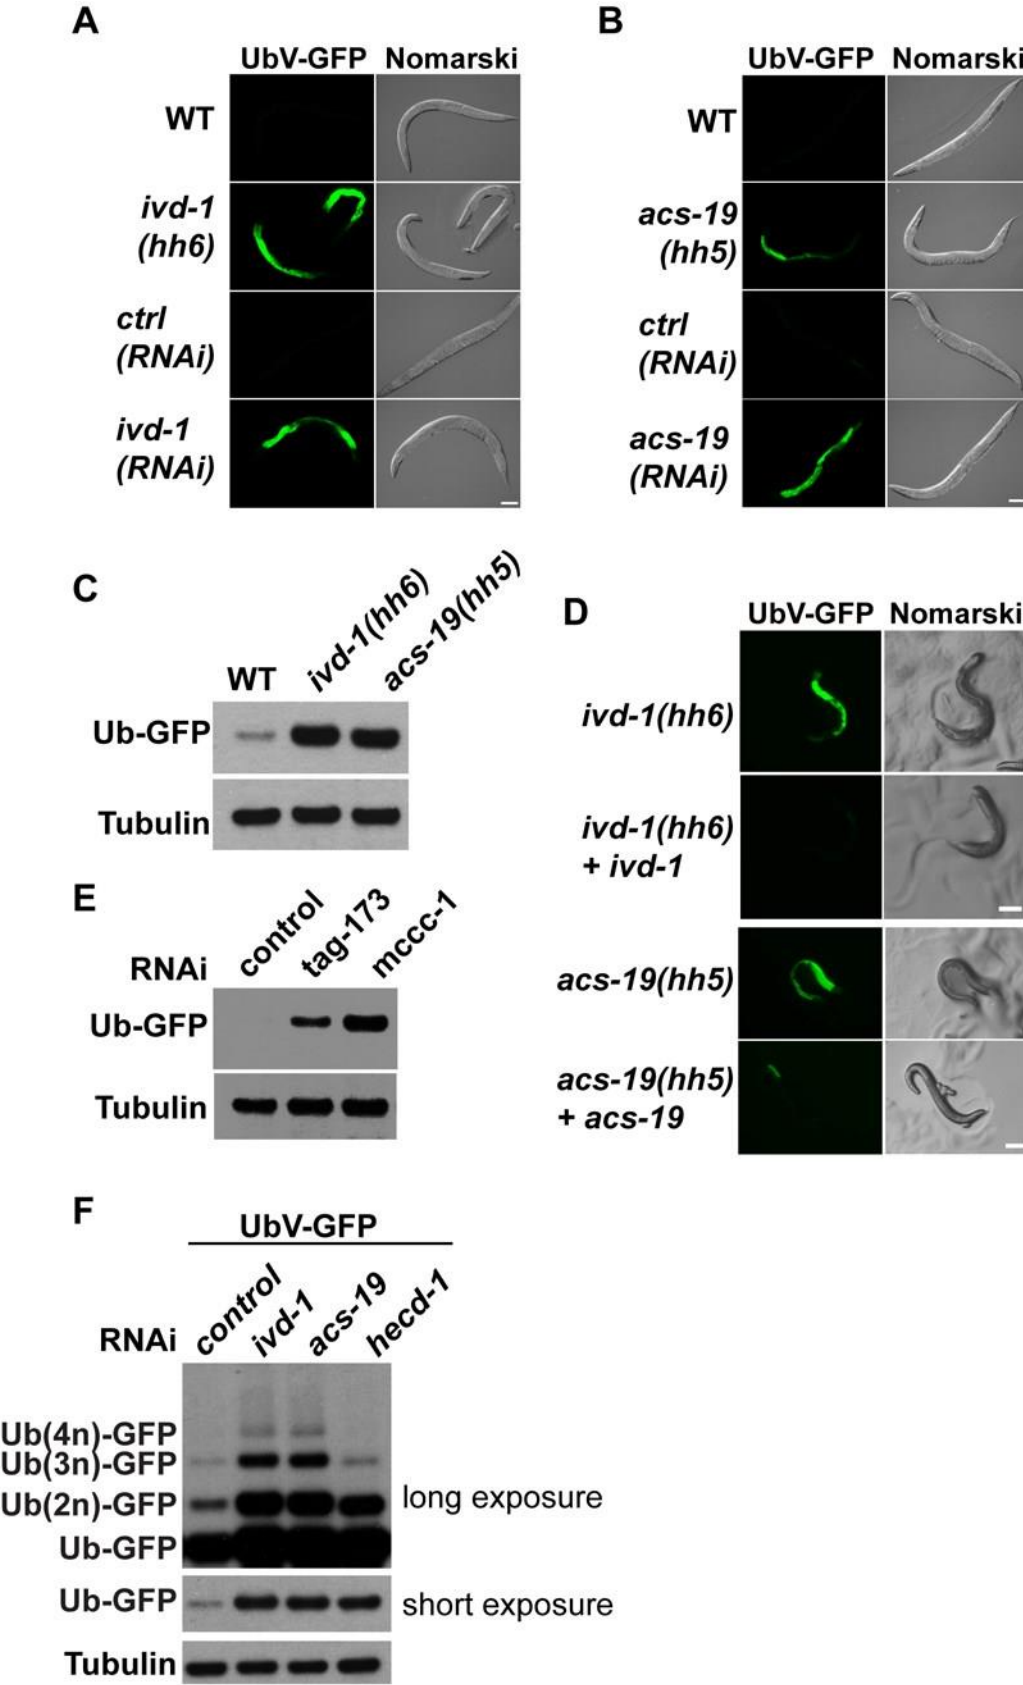 A
UbV-GFP Nomarski
WT
ivd-1
(hh6)
ctrl
(RNAi)
ivd-1
(RNAi)
B
UbV-GFP Nomarski
WT
acs-19
(hh5)
ctrl
(RNAi)
acs-19
(RNAi)
C
WT ivd-1(hh6) acs-19(hh5)
Ub-GFP
Tubulin
D
UbV-GFP Nomarski
ivd-1(hh6)
ivd-1(hh6)
+ ivd-1
acs-19(hh5)
acs-19(hh5)
+ acs-19
E
RNAi control tag-173 mccc-1
Ub-GFP
Tubulin
F
UbV-GFP
RNAi control ivd-1 acs-19 hecd-1
Ub(4n)-GFP
Ub(3n)-GFP
Ub(2n)-GFP long exposure
Ub-GFP
Ub-GFP short exposure
Tubulin